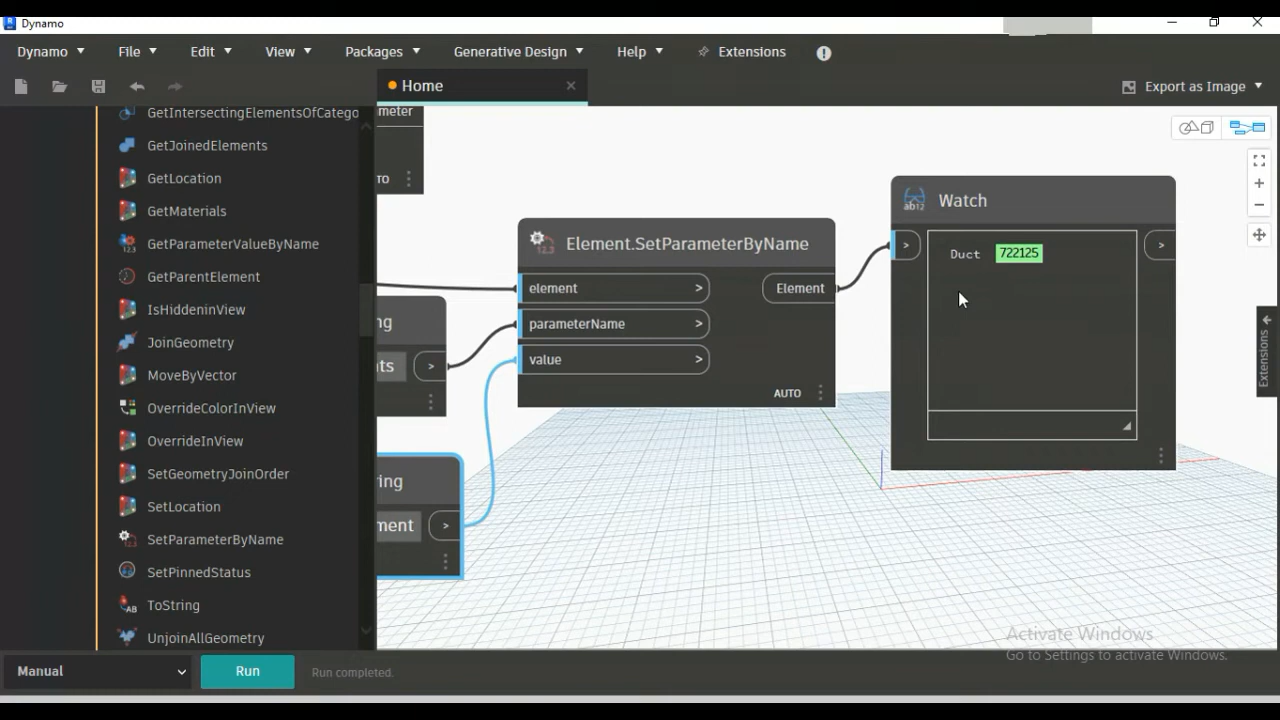 Dynamo
Dynamo File Edit View Packages Generative Design Help Extensions
Home
Export as Image
GetIntersectingElementsOfCatego
GetJoinedElements
GetLocation
GetMaterials
GetParameterValueByName
GetParentElement
IsHiddeninView
JoinGeometry
MoveByVector
OverrideColorInView
OverrideInView
SetGeometryJoinOrder
SetLocation
SetParameterByName
SetPinnedStatus
ToString
UnjoinAllGeometry
meter
TO
ng
ts
>
ring
ment
>
Element.SetParameterByName
element >
Element
parameterName >
value >
AUTO
Watch
>
Duct 722125
>
Extensions
Activate Windows
Go to Settings to activate Windows.
Manual
Run
Run completed.